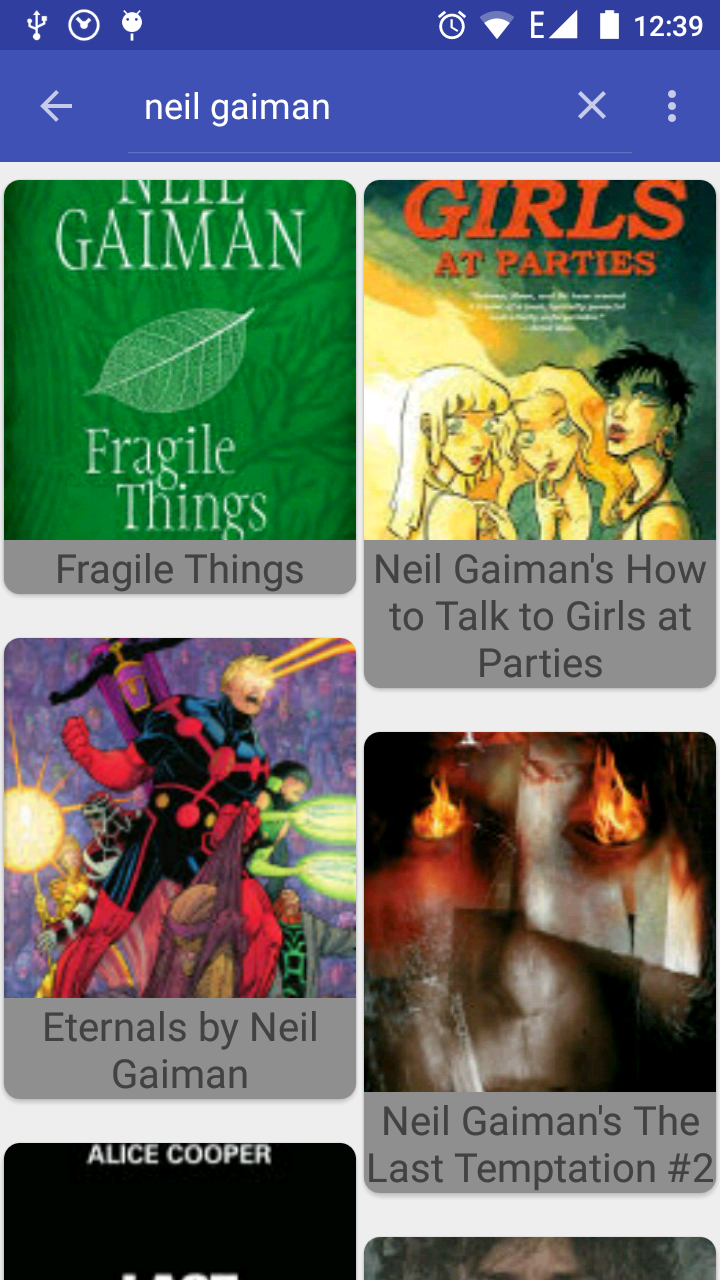 E 12:39
neil gaiman
NEIL
GAIMAN
Fragile
Things
Fragile Things
GIRLS
AT PARTIES
Neil Gaiman's How
to Talk to Girls at
Parties
Eternals by Neil
Gaiman
Neil Gaiman's The
Last Temptation #2
ALICE COOPER
LAST